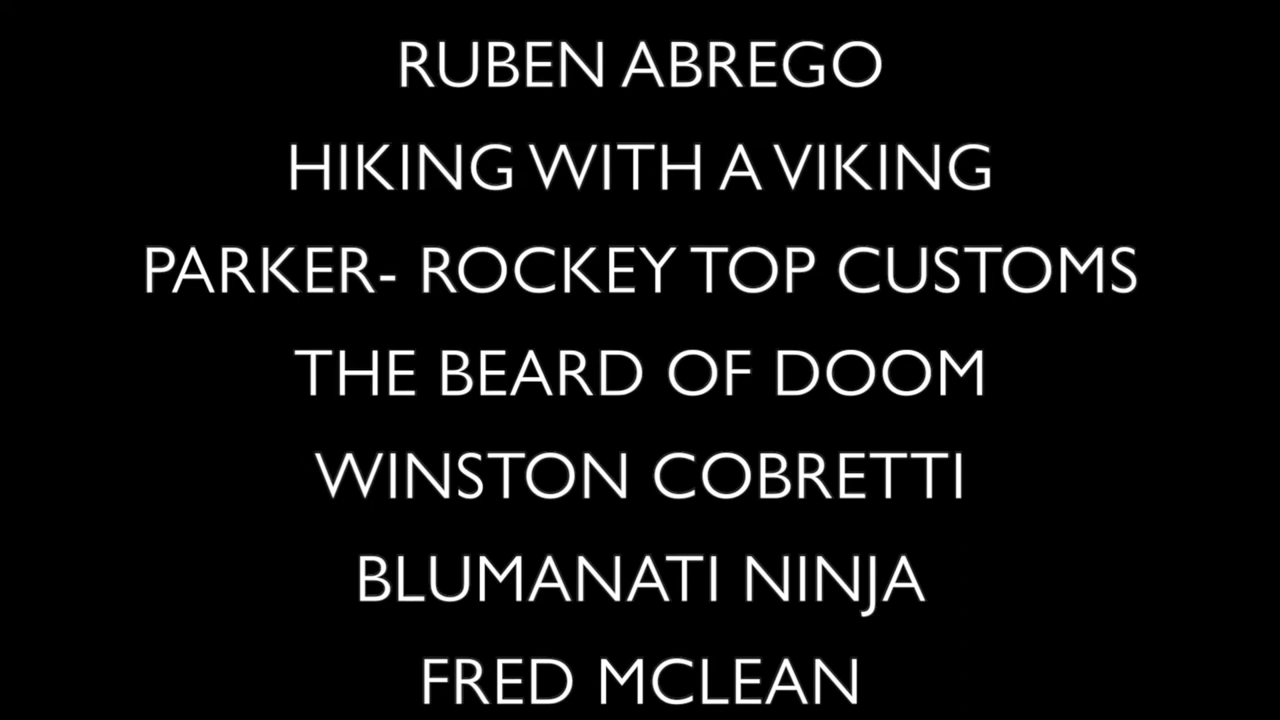 RUBEN ABREGO
HIKING WITH A VIKING
PARKER- ROCKEY TOP CUSTOMS
THE BEARD OF DOOM
WINSTON COBRETTI
BLUMANATI NINJA
FRED MCLEAN